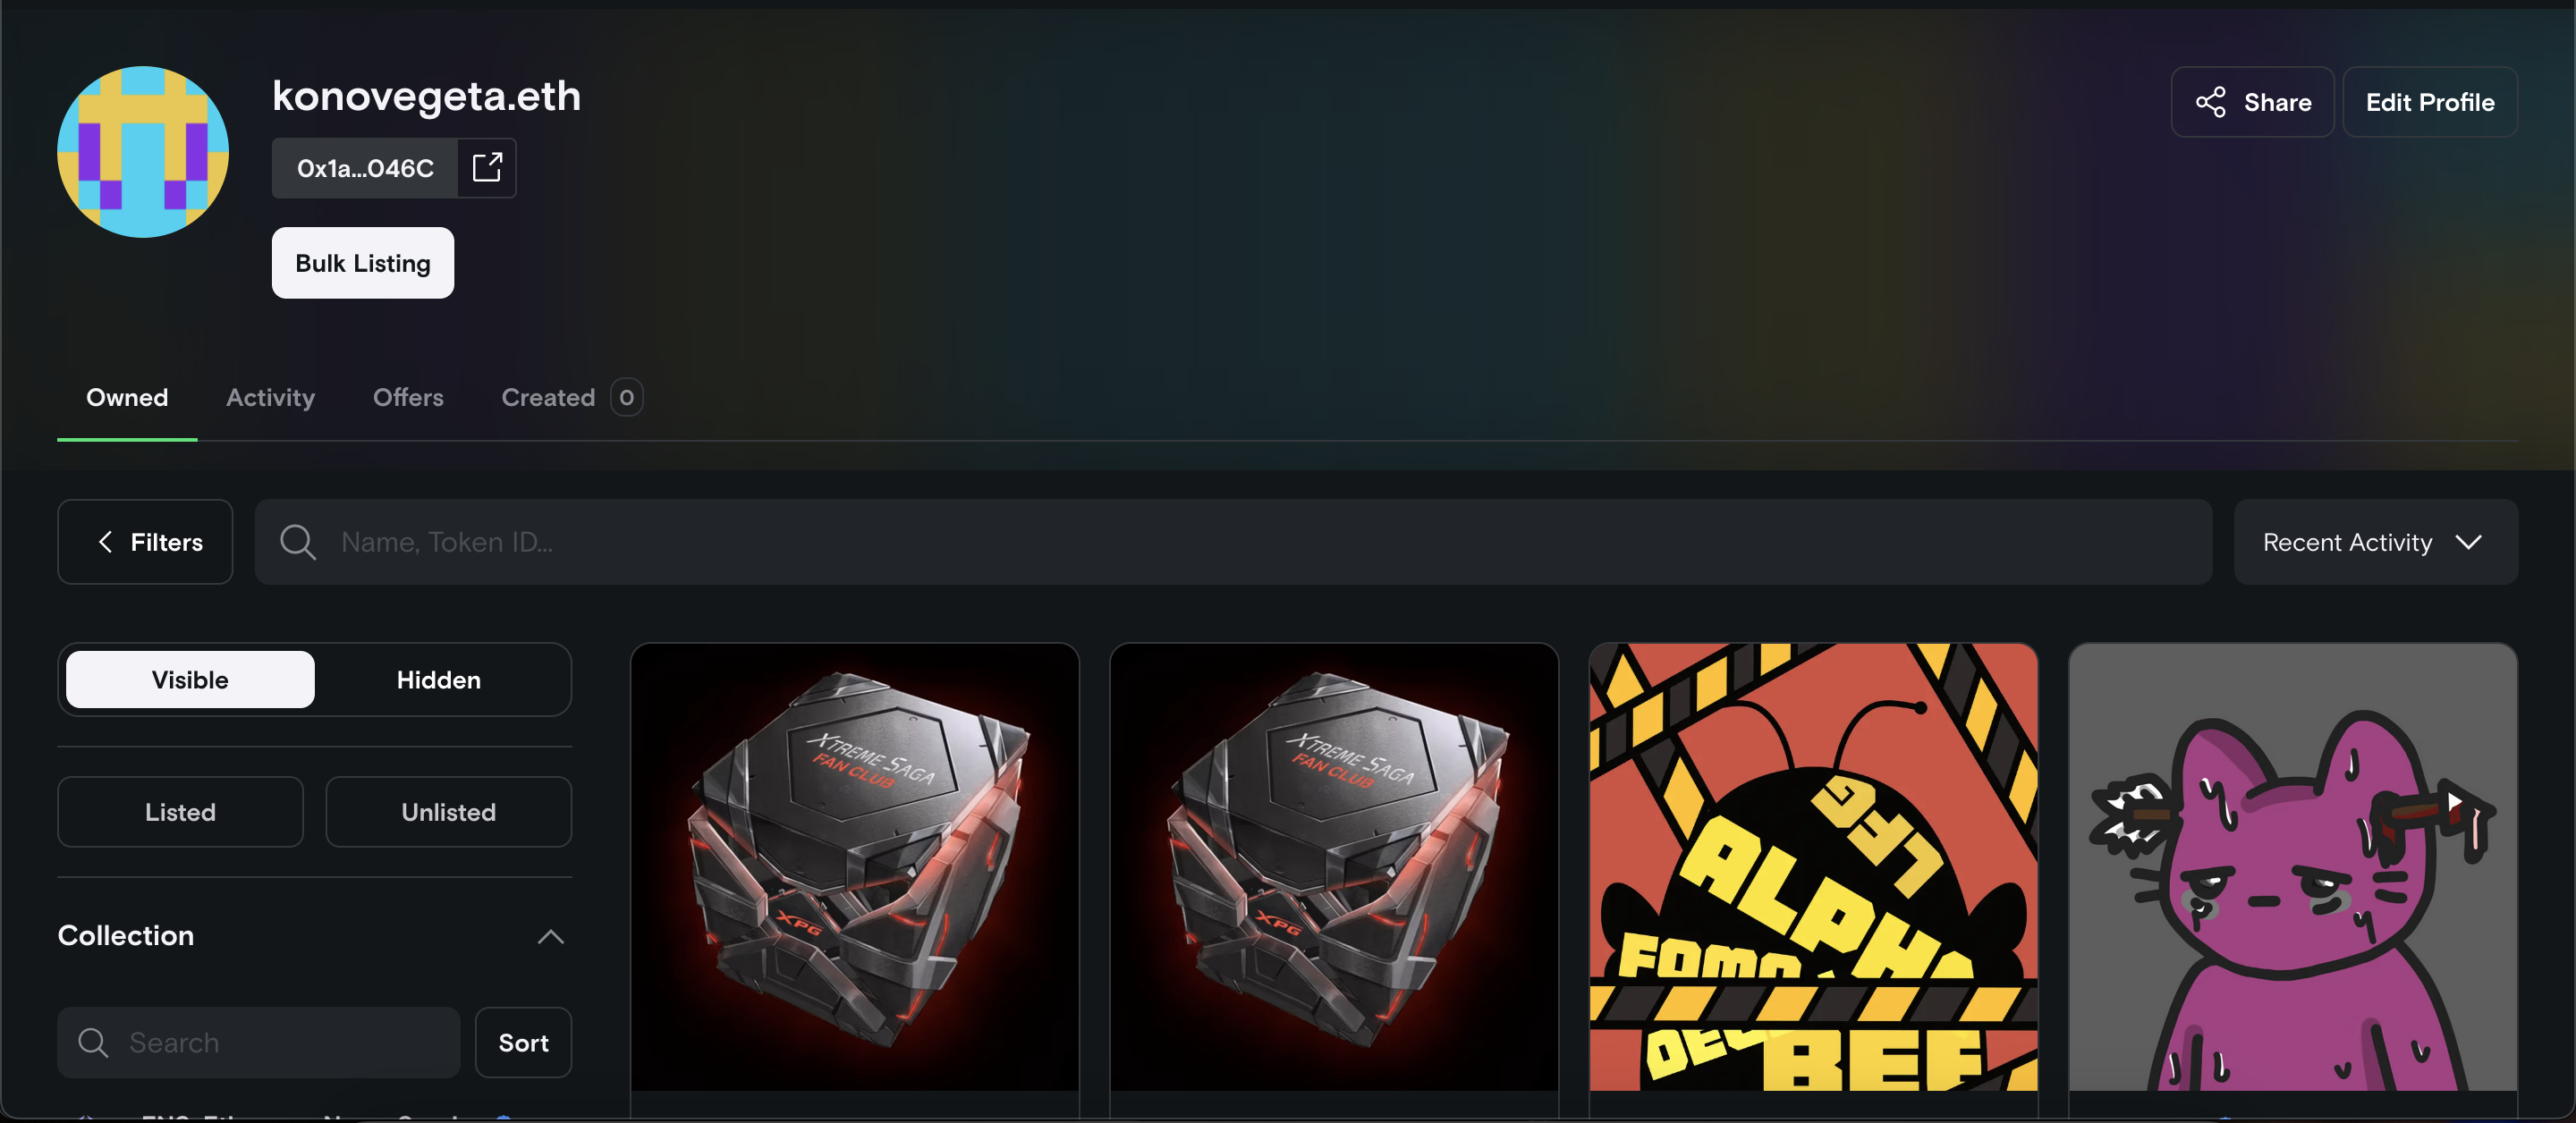 konovegeta.eth
Share
Edit Profile
0x1a...046C
Bulk Listing
Owned
Activity
Offers
Created 0
Filters
Name, Token ID...
Recent Activity
Visible
Hidden
Listed
Unlisted
Collection
Search
Sort
XTREME SAGA
FAN CLUB
XPG
XTREME SAGA
FAN CLUB
XPG
LFG
ALPHA
FOMO
BEE